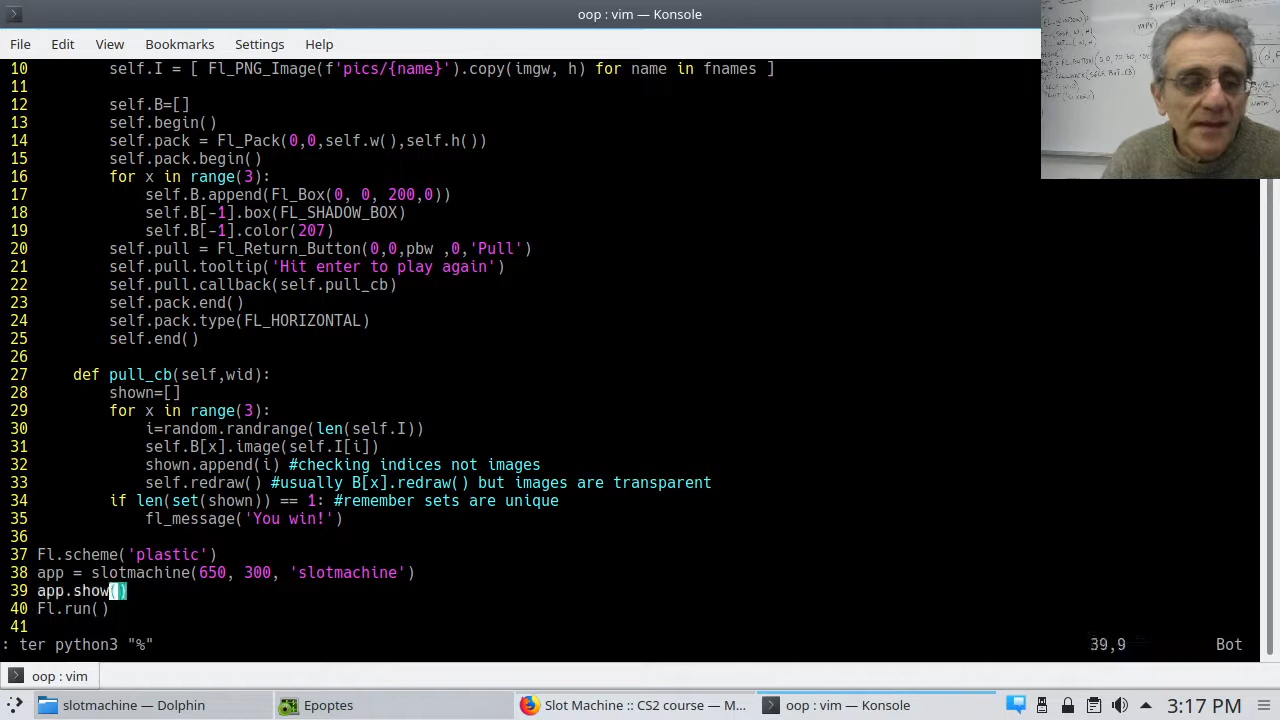 oop : vim — Konsole
File Edit View Bookmarks Settings Help
10 self.I = [ Fl_PNG_Image(f'pics/{name}').copy(imgw, h) for name in fnames ]
11
12 self.B=[]
13 self.begin()
14 self.pack = Fl_Pack(0,0,self.w(),self.h())
15 self.pack.begin()
16 for x in range(3):
17 self.B.append(Fl_Box(0, 0, 200,0))
18 self.B[-1].box(FL_SHADOW_BOX)
19 self.B[-1].color(207)
20 self.pull = Fl_Return_Button(0,0,pbw ,0,'Pull')
21 self.pull.tooltip('Hit enter to play again')
22 self.pull.callback(self.pull_cb)
23 self.pack.end()
24 self.pack.type(FL_HORIZONTAL)
25 self.end()
26
27 def pull_cb(self,wid):
28 shown=[]
29 for x in range(3):
30 i=random.randrange(len(self.I))
31 self.B[x].image(self.I[i])
32 shown.append(i) #checking indices not images
33 self.redraw() #usually B[x].redraw() but images are transparent
34 if len(set(shown)) == 1: #remember sets are unique
35 fl_message('You win!')
36
37 Fl.scheme('plastic')
38 app = slotmachine(650, 300, 'slotmachine')
39 app.show()
40 Fl.run()
41
: ter python3 "%" 39,9 Bot
oop : vim
slotmachine — Dolphin Epoptes Slot Machine :: CS2 course — M... oop : vim — Konsole 3:17 PM